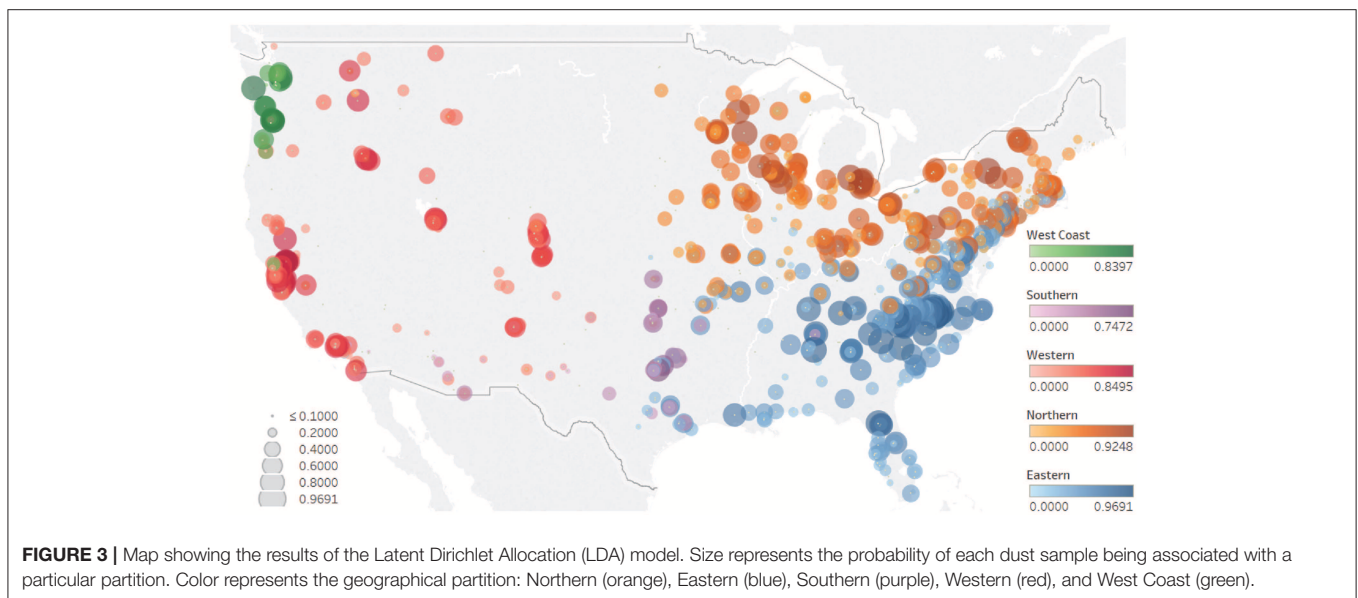 West Coast
0.0000 0.8397
Southern
0.0000 0.7472
Western
0.0000 0.8495
Northern
0.0000 0.9248
Eastern
0.0000 0.9691
≤ 0.1000
0.2000
0.4000
0.6000
0.8000
0.9691
FIGURE 3 | Map showing the results of the Latent Dirichlet Allocation (LDA) model. Size represents the probability of each dust sample being associated with a
particular partition. Color represents the geographical partition: Northern (orange), Eastern (blue), Southern (purple), Western (red), and West Coast (green).